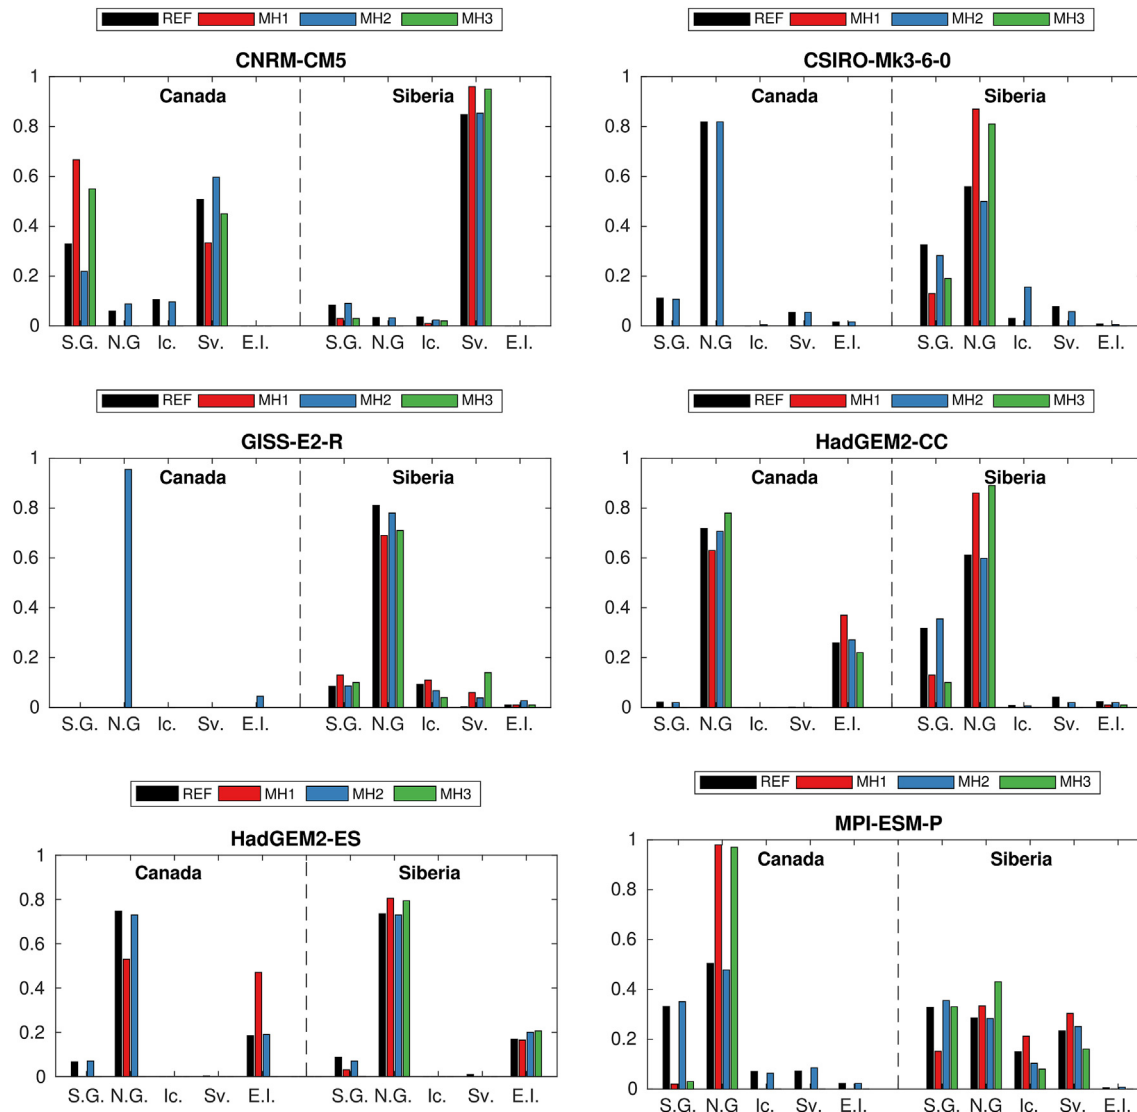 REF MH1 MH2 MH3
CNRM-CM5
Canada Siberia
1
0.8
0.6
0.4
0.2
0
S.G. N.G Ic. Sv. E.I. S.G. N.G Ic. Sv. E.I.
REF MH1 MH2 MH3
CSIRO-Mk3-6-0
Canada Siberia
1
0.8
0.6
0.4
0.2
0
S.G. N.G Ic. Sv. E.I. S.G. N.G Ic. Sv. E.I.
REF MH1 MH2 MH3
GISS-E2-R
Canada Siberia
1
0.8
0.6
0.4
0.2
0
S.G. N.G Ic. Sv. E.I. S.G. N.G Ic. Sv. E.I.
REF MH1 MH2 MH3
HadGEM2-CC
Canada Siberia
1
0.8
0.6
0.4
0.2
0
S.G. N.G Ic. Sv. E.I. S.G. N.G Ic. Sv. E.I.
REF MH1 MH2 MH3
HadGEM2-ES
Canada Siberia
1
0.8
0.6
0.4
0.2
0
S.G. N.G. Ic. Sv. E.I. S.G. N.G. Ic. Sv. E.I.
REF MH1 MH2 MH3
MPI-ESM-P
Canada Siberia
1
0.8
0.6
0.4
0.2
0
S.G. N.G Ic. Sv. E.I. S.G. N.G Ic. Sv. E.I.